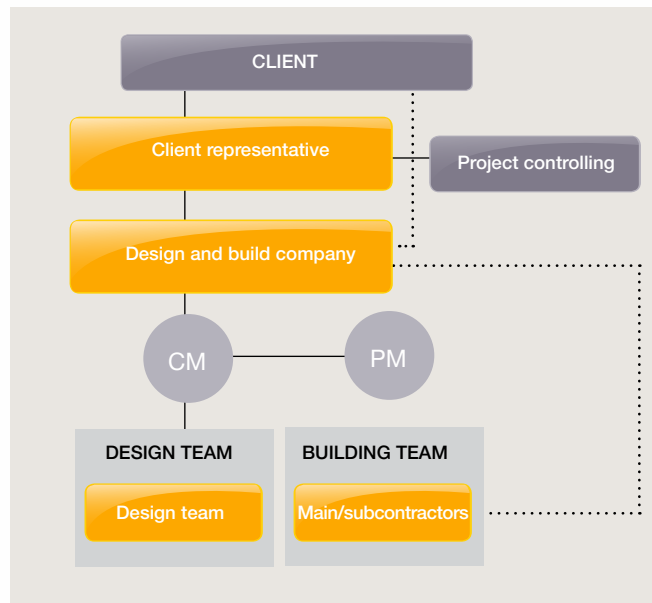 CLIENT
Client representative
Project controlling
Design and build company
CM
PM
DESIGN TEAM
BUILDING TEAM
Design team
Main/subcontractors